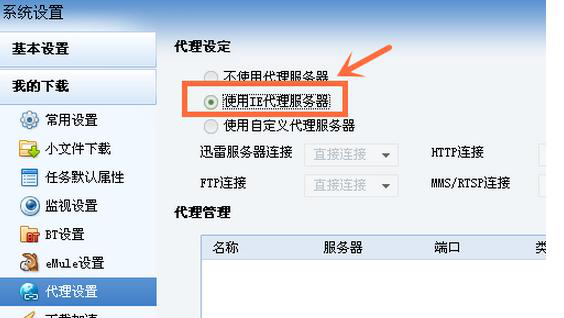 系统设置
基本设置
我的下载
常用设置
小文件下载
任务默认属性
监视设置
BT设置
eMule设置
代理设置
下载加速
代理设定
不使用代理服务器
使用IE代理服务器
使用自定义代理服务器
迅雷服务器连接 直接连接 HTTP连接
FTP连接 直接连接 MMS/RTSP连接
代理管理
名称 服务器 端口 类